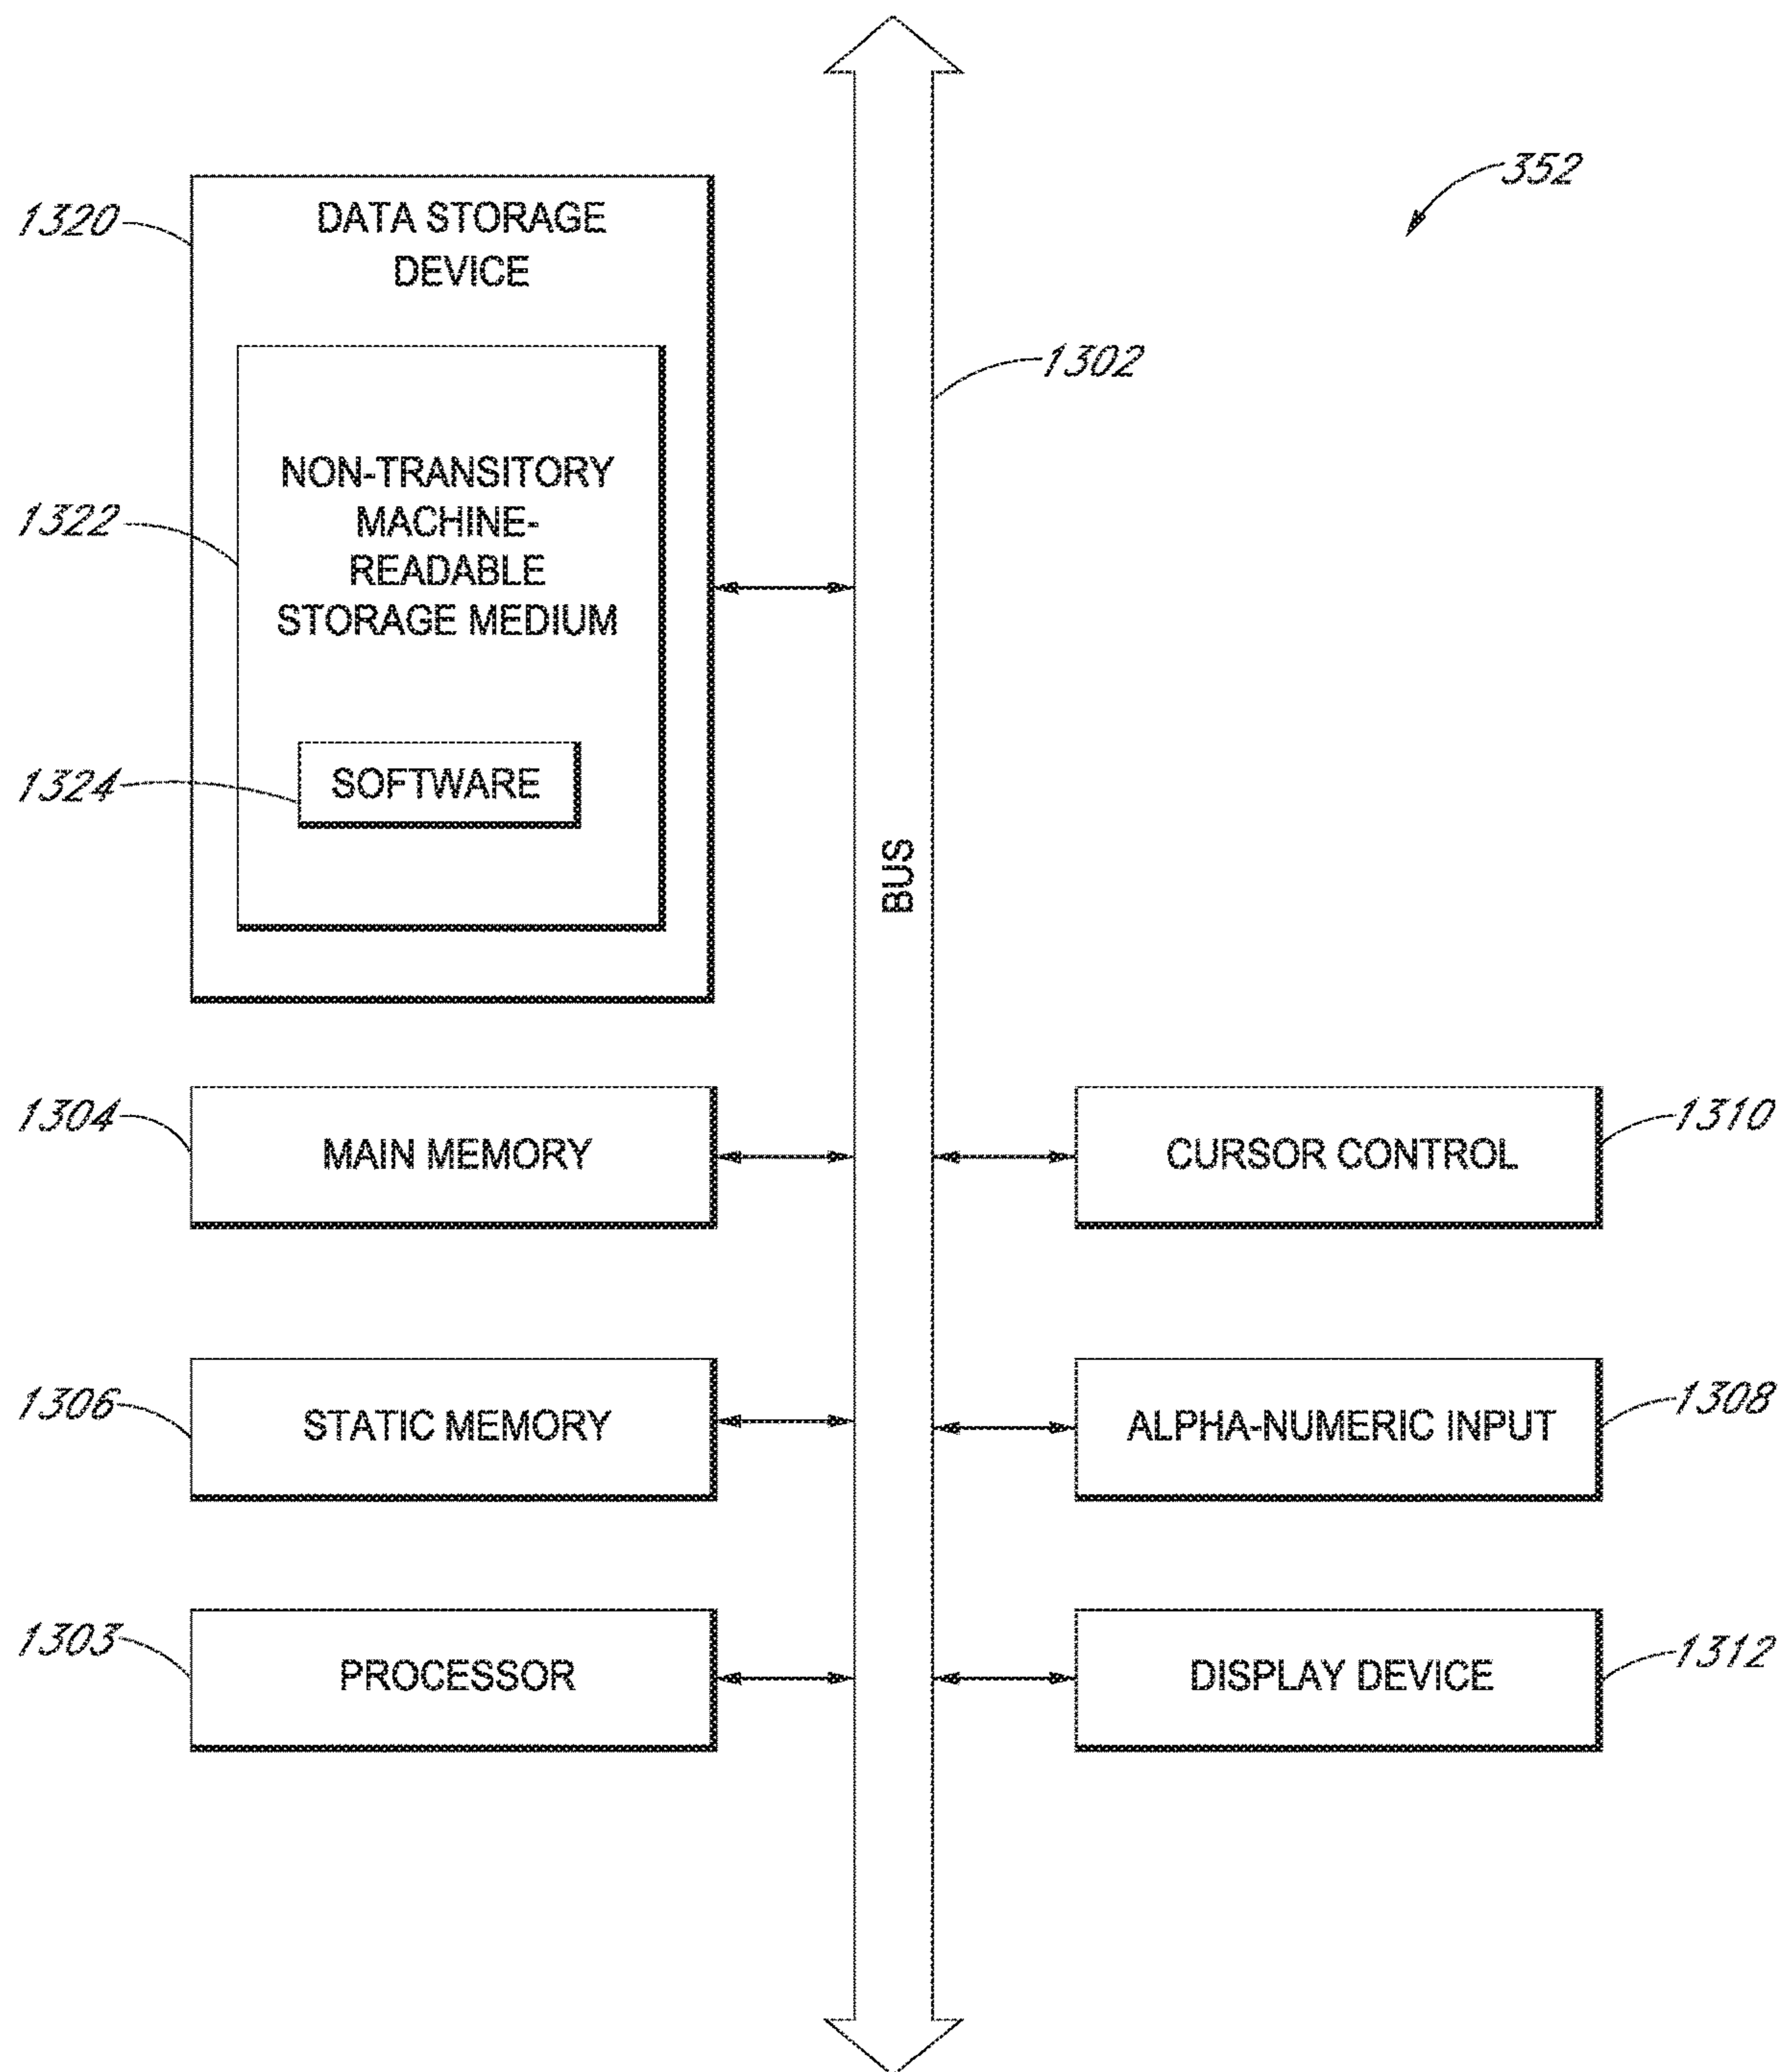 352
1320
DATA STORAGE
DEVICE
1302
1322
NON-TRANSITORY
MACHINE-
READABLE
STORAGE MEDIUM
1324
SOFTWARE
BUS
1304
MAIN MEMORY
CURSOR CONTROL
1310
1306
STATIC MEMORY
ALPHA-NUMERIC INPUT
1308
1303
PROCESSOR
DISPLAY DEVICE
1312